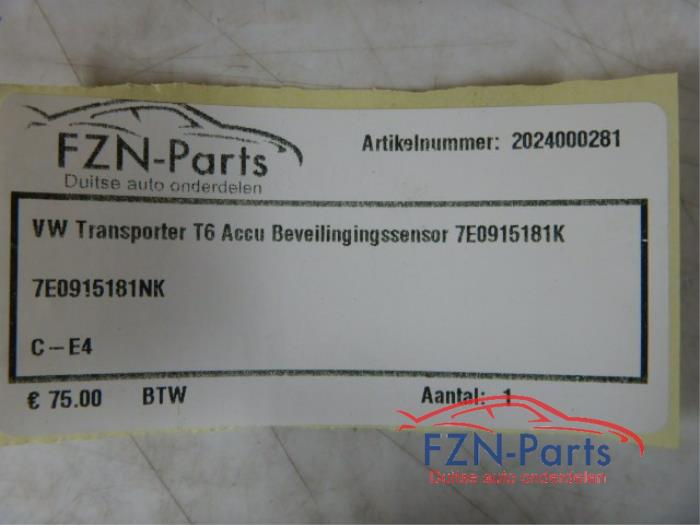 FZN-Parts
Duitse auto onderdelen
Artikelnummer: 2024000281
VW Transporter T6 Accu Beveilingingssensor 7E0915181K
7E0915181NK
C-E4
€ 75.00 BTW Aantal: 1
FZN-Parts
Duitse auto onderdelen